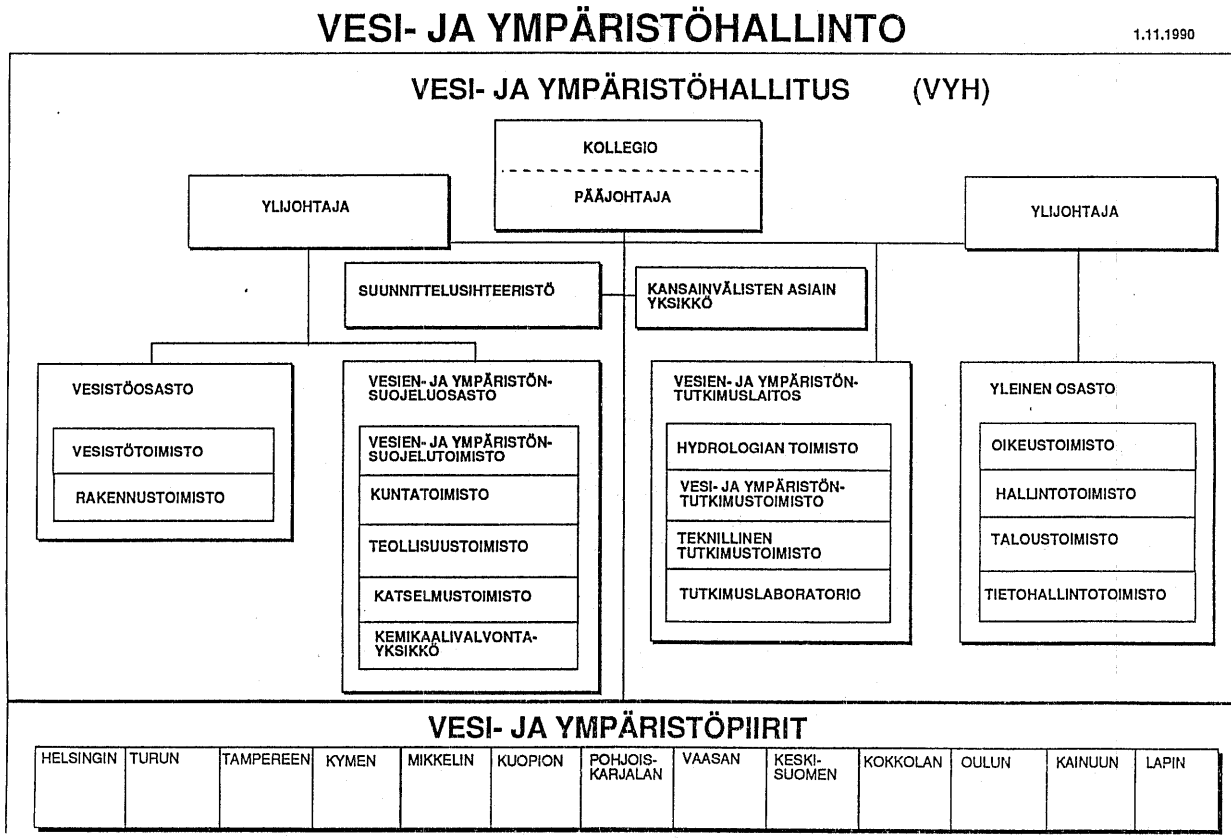 VESI- JA YMPÄRISTÖHALLINTO
1.11.1990
VESI- JA YMPÄRISTÖHALLITUS (VYH)
KOLLEGIO
PÄÄJOHTAJA
YLIJOHTAJA
YLIJOHTAJA
SUUNNITTELUSIHTEERISTÖ
KANSAINVÄLISTEN ASIAIN
YKSIKKÖ
VESISTÖOSASTO
VESISTÖTOIMISTO
RAKENNUSTOIMISTO
VESIEN- JA YMPÄRISTÖN-
SUOJELUOSASTO
VESIEN- JA YMPÄRISTÖN-
SUOJELUTOIMISTO
KUNTATOIMISTO
TEOLLISUUSTOIMISTO
KATSELMUSTOIMISTO
KEMIKAALIVALVONTA-
YKSIKKÖ
VESIEN- JA YMPÄRISTÖN-
TUTKIMUSLAITOS
HYDROLOGIAN TOIMISTO
VESI- JA YMPÄRISTÖN-
TUTKIMUSTOIMISTO
TEKNILLINEN
TUTKIMUSTOIMISTO
TUTKIMUSLABORATORIO
YLEINEN OSASTO
OIKEUSTOIMISTO
HALLINTOTOIMISTO
TALOUSTOIMISTO
TIETOHALLINTOTOIMISTO
VESI- JA YMPÄRISTÖPIIRIT
HELSINGIN
TURUN
TAMPEREEN
KYMEN
MIKKELIN
KUOPION
POHJOIS-
KARJALAN
VAASAN
KESKI-
SUOMEN
KOKKOLAN
OULUN
KAINUUN
LAPIN